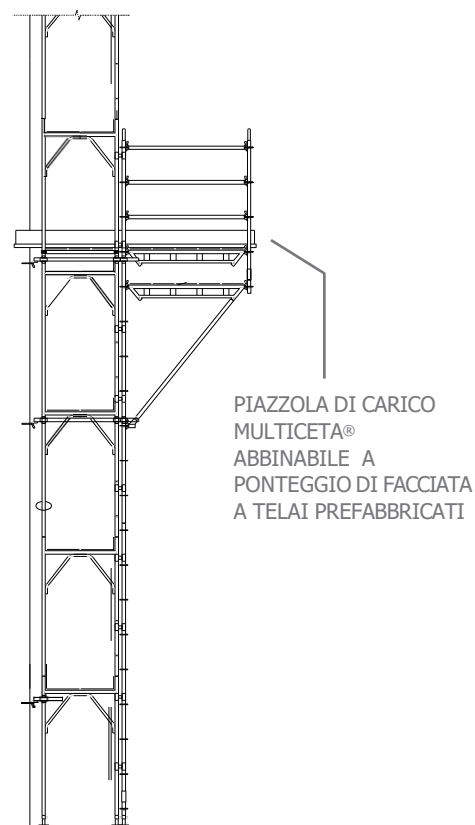 PIAZZOLA DI CARICO
MULTICETA®
ABBINABILE A
PONTEGGIO DI FACCIATA
A TELAI PREFABBRICATI